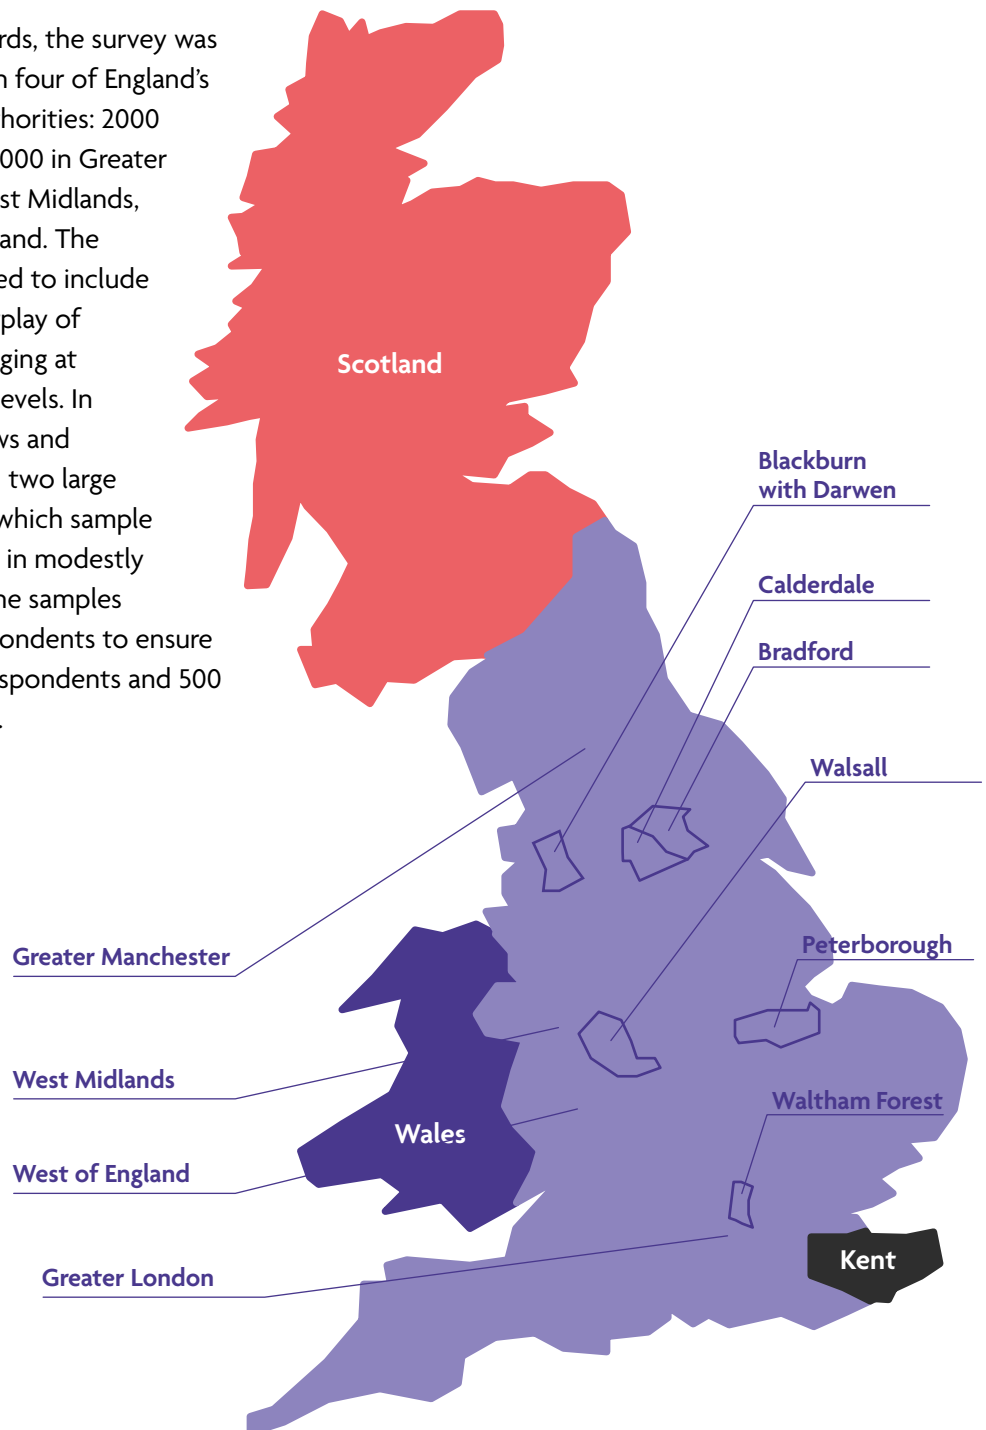 rds, the survey was
n four of England's
horities: 2000
000 in Greater
st Midlands,
and. The
ed to include
play of
ging at
evels. In
ws and
two large
which sample
in modestly
ne samples
pondents to ensure
spondents and 500
.
Scotland
Blackburn
with Darwen
Calderdale
Bradford
Walsall
Greater Manchester
Peterborough
West Midlands
Waltham Forest
Wales
West of England
Kent
Greater London